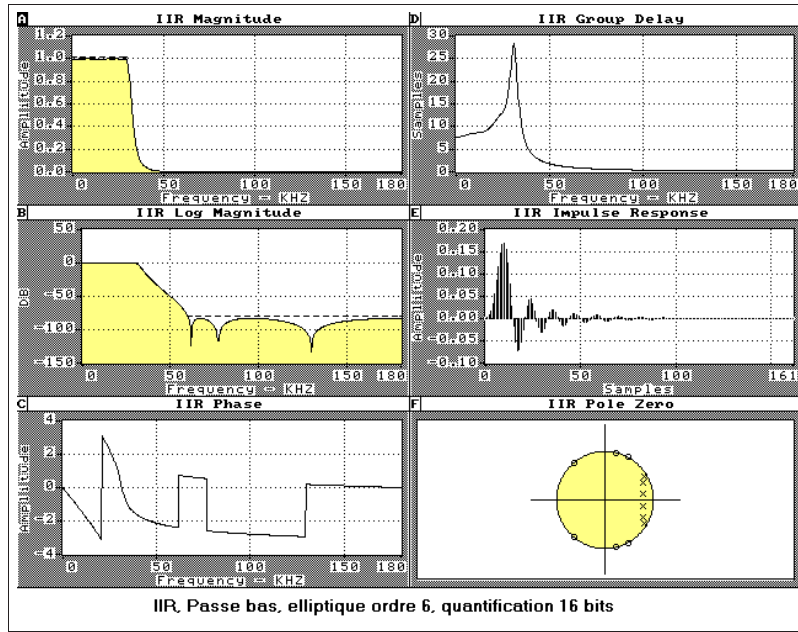 A IIR Magnitude
1.2
1.0
0.8
0.6
0.4
0.2
0.0
Amplitude
0 50 100 150 180
Frequency - KHZ
D IIR Group Delay
30
25
20
15
10
5
0
Samples
0 50 100 150 180
Frequency - KHZ
B IIR Log Magnitude
50
0
-50
-100
-150
DB
0 50 100 150 180
Frequency - KHZ
E IIR Impulse Response
0.20
0.15
0.10
0.05
0.00
-0.05
-0.10
Amplitude
0 50 100 161
Samples
C IIR Phase
4
2
0
-2
-4
Amplitude
0 50 100 150 180
Frequency - KHZ
F IIR Pole Zero
IIR, Passe bas, elliptique ordre 6, quantification 16 bits